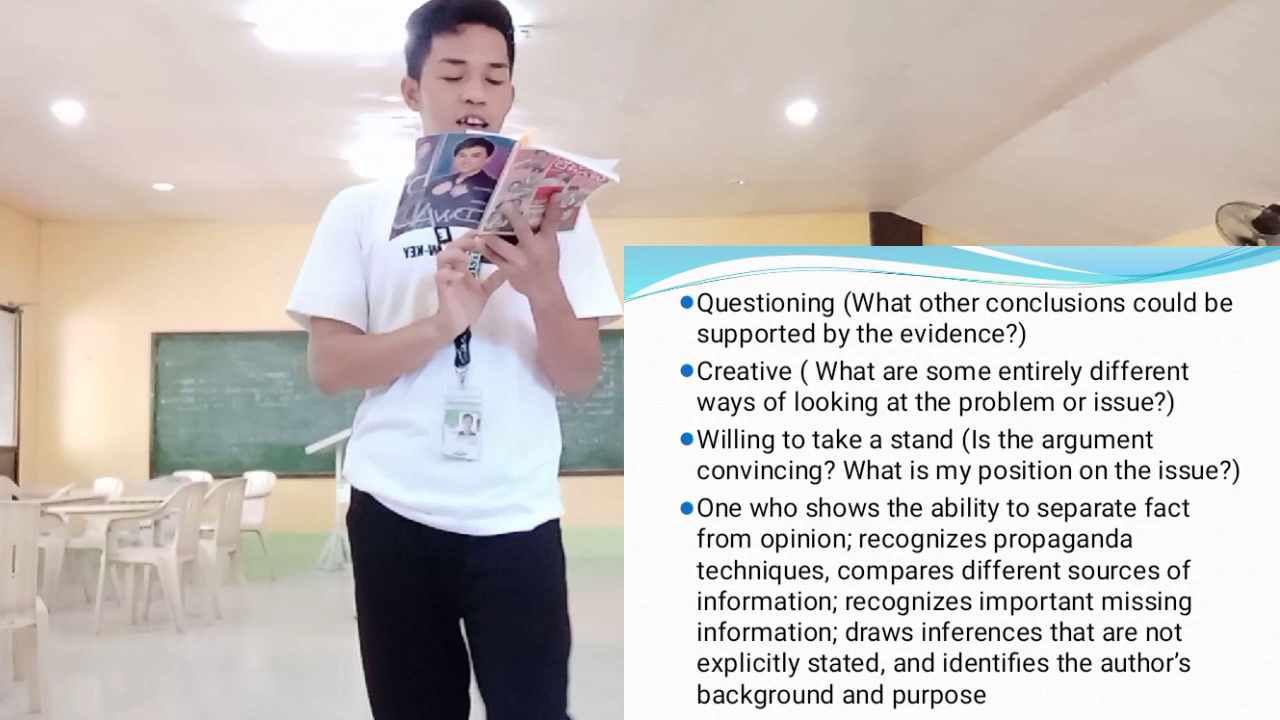 ●Questioning (What other conclusions could be
supported by the evidence?)
●Creative ( What are some entirely different
ways of looking at the problem or issue?)
●Willing to take a stand (Is the argument
convincing? What is my position on the issue?)
●One who shows the ability to separate fact
from opinion; recognizes propaganda
techniques, compares different sources of
information; recognizes important missing
information; draws inferences that are not
explicitly stated, and identifies the author’s
background and purpose